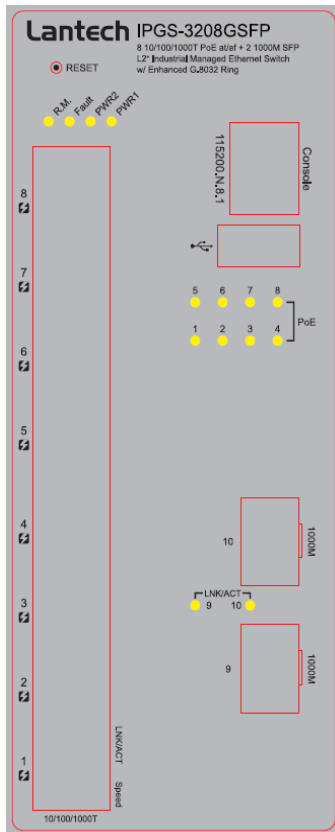 Lantech IPGS-3208GSFP
8 10/100/1000T PoE at/af + 2 1000M SFP
L2+ Industrial Managed Ethernet Switch
w/ Enhanced G.8032 Ring
RESET
R.M.
Fault
PWR2
PWR1
115200,N,8,1
Console
8
7
6
5
4
3
2
1
5 6 7 8
PoE
1 2 3 4
10
1000M
LNK/ACT
9 10
9
1000M
LNK/ACT
Speed
10/100/1000T